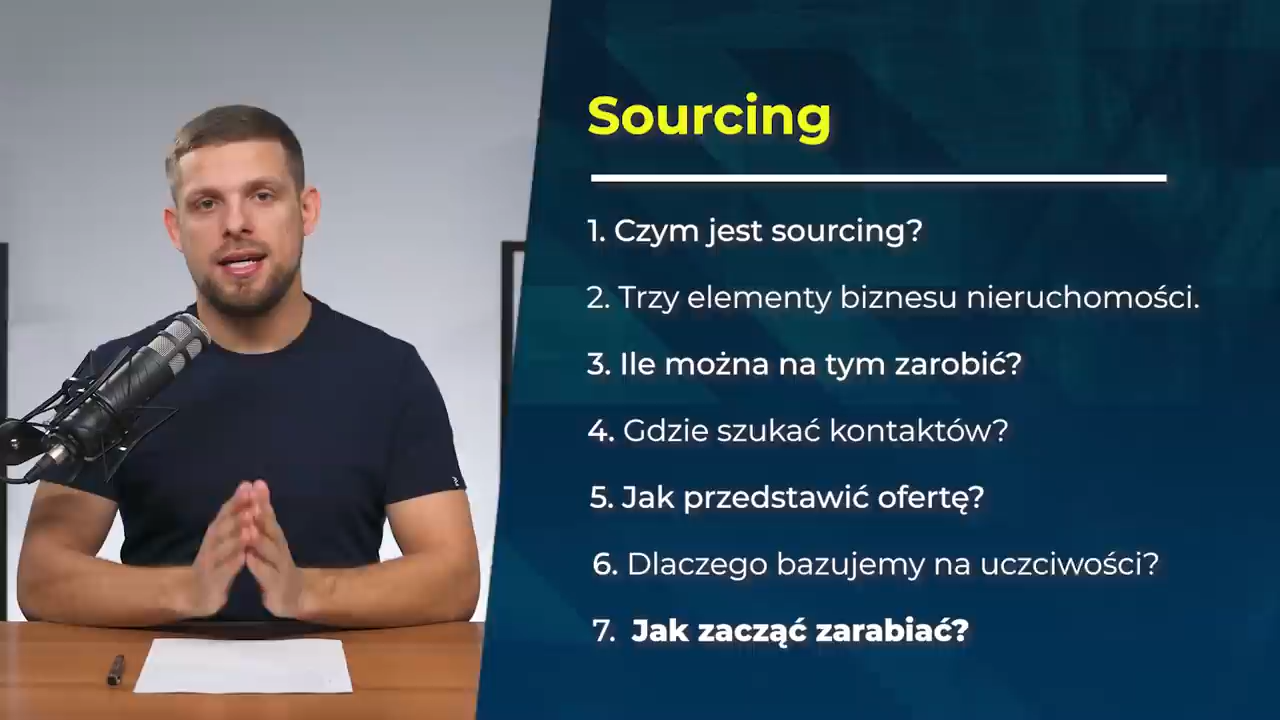 Sourcing
1. Czym jest sourcing?
2. Trzy elementy biznesu nieruchomości.
3. Ile można na tym zarobić?
4. Gdzie szukać kontaktów?
5. Jak przedstawić ofertę?
6. Dlaczego bazujemy na uczciwości?
7. Jak zacząć zarabiać?